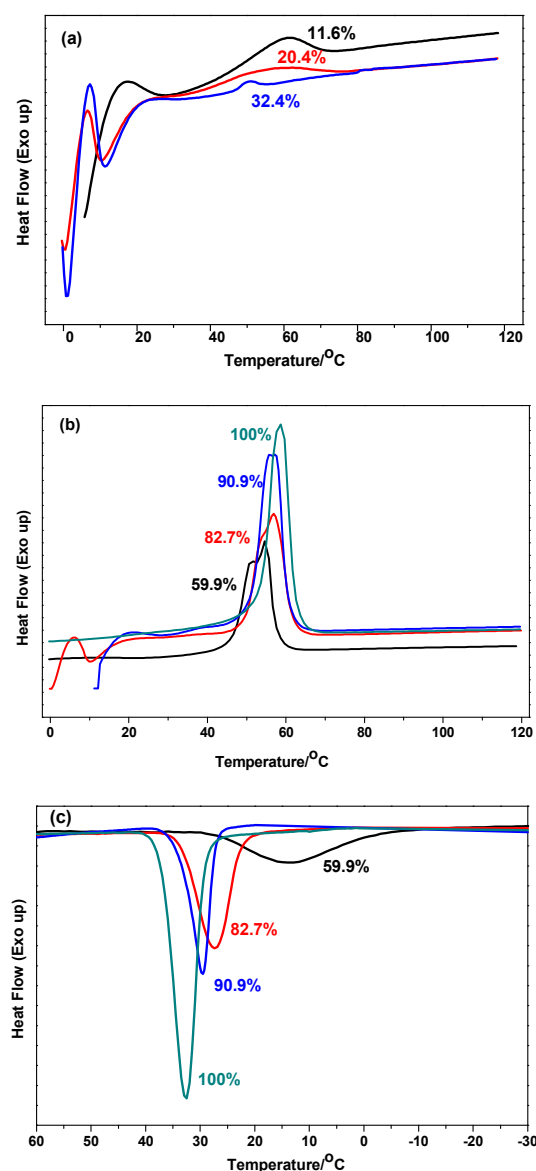 (a)
11.6%
20.4%
32.4%
Heat Flow (Exo up)
0 20 40 60 80 100 120
Temperature/OC
(b)
100%
90.9%
82.7%
59.9%
Heat Flow (Exo up)
0 20 40 60 80 100 120
Temperature/OC
(c)
59.9%
82.7%
90.9%
100%
Heat Flow (Exo up)
60 50 40 30 20 10 0 -10 -20 -30
Temperature/OC